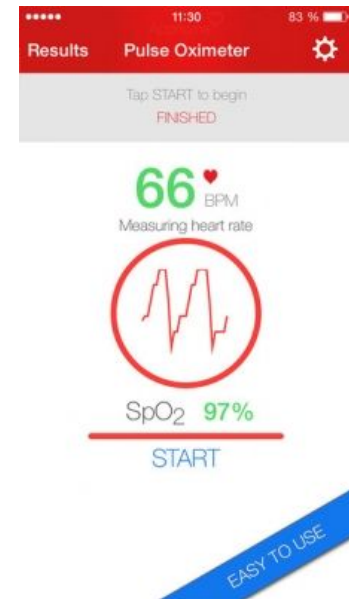 11:30 83 %
Results Pulse Oximeter
Tap START to begin
FINISHED
66 BPM
Measuring heart rate
SpO2 97%
START
EASY TO USE